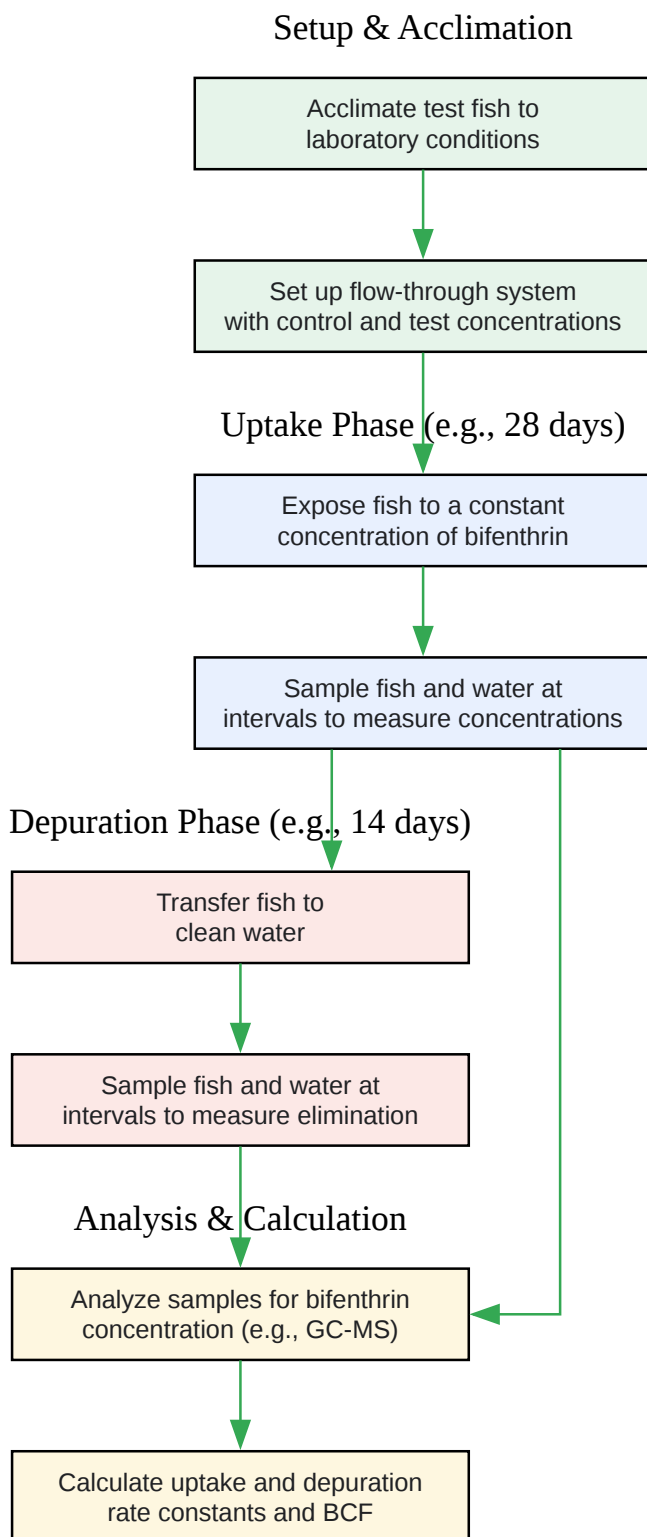 Setup & Acclimation
Acclimate test fish to
laboratory conditions
Set up flow-through system
with control and test concentrations
Uptake Phase (e.g., 28 days)
Expose fish to a constant
concentration of bifenthrin
Sample fish and water at
intervals to measure concentrations
Depuration Phase (e.g., 14 days)
Transfer fish to
clean water
Sample fish and water at
intervals to measure elimination
Analysis & Calculation
Analyze samples for bifenthrin
concentration (e.g., GC-MS)
Calculate uptake and depuration
rate constants and BCF